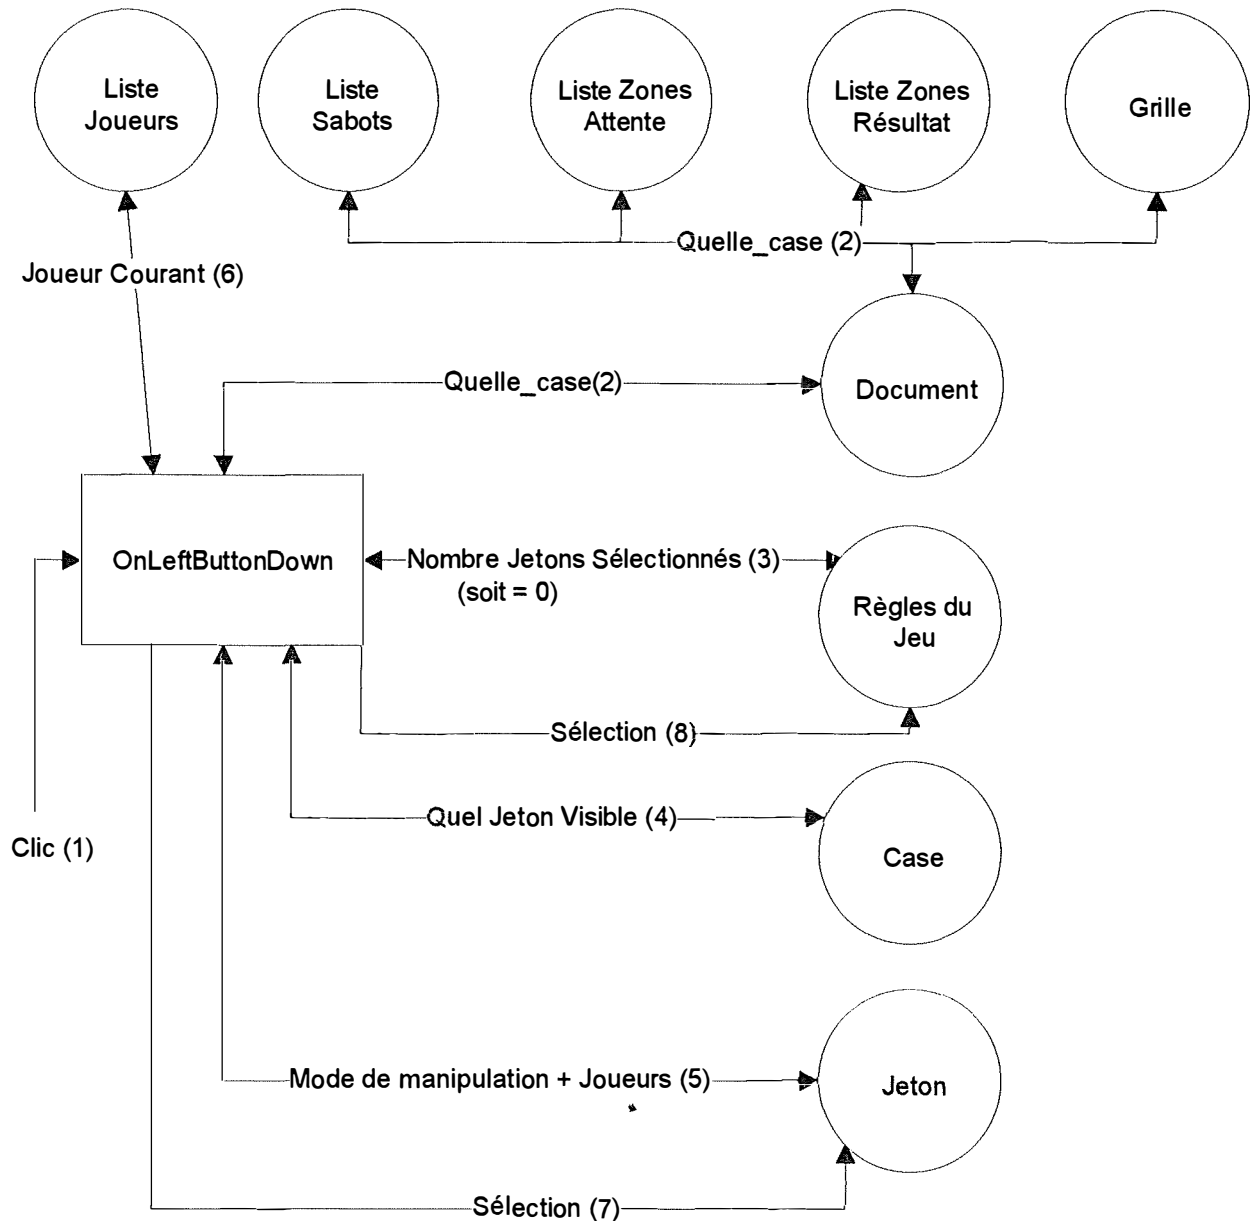 Liste
Joueurs
Liste
Sabots
Liste Zones
Attente
Liste Zones
Résultat
Grille
Quelle_case (2)
Joueur Courant (6)
Quelle_case(2)
Document
OnLeftButtonDown
Nombre Jetons Sélectionnés (3)
(soit = 0)
Règles du
Jeu
Sélection (8)
Quel Jeton Visible (4)
Clic (1)
Case
Mode de manipulation + Joueurs (5)
Jeton
Sélection (7)